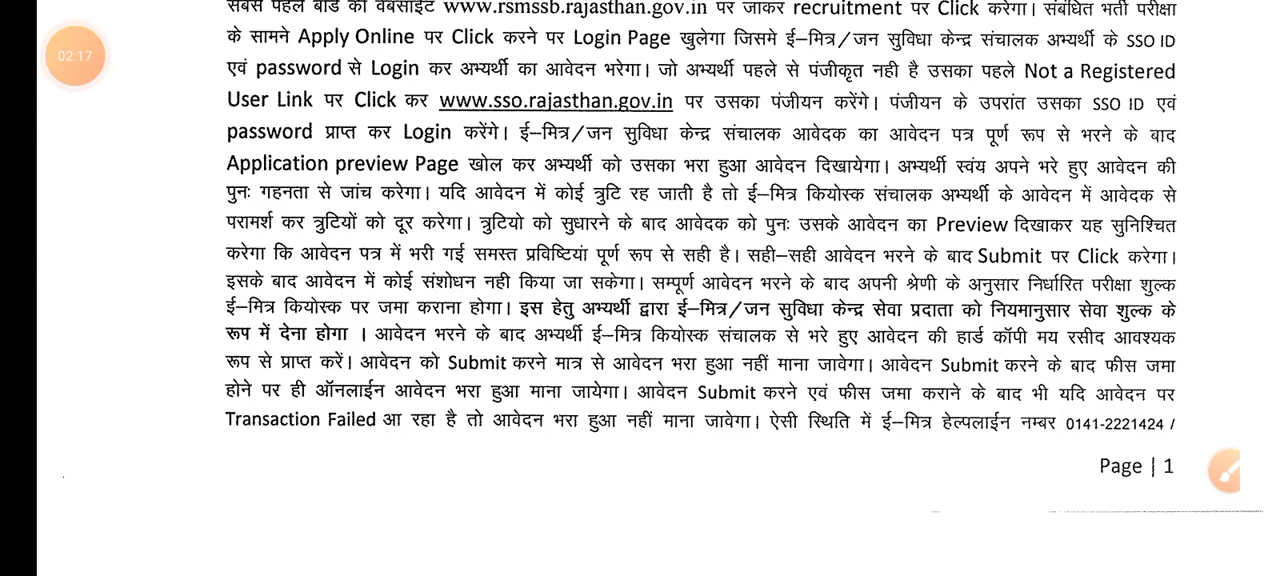 सबसे पहले बोर्ड की वेबसाईट www.rsmssb.rajasthan.gov.in पर जाकर recruitment पर Click करेगा। संबंधित भर्ती परीक्षा
के सामने Apply Online पर Click करने पर Login Page खुलेगा जिसमे ई–मित्र/जन सुविधा केन्द्र संचालक अभ्यर्थी के SSO ID
02:17
एवं password से Login कर अभ्यर्थी का आवेदन भरेगा। जो अभ्यर्थी पहले से पंजीकृत नही है उसका पहले Not a Registered
User Link पर Click कर www.sso.rajasthan.gov.in पर उसका पंजीयन करेंगे। पंजीयन के उपरांत उसका SSO ID एवं
password प्राप्त कर Login करेंगे। ई–मित्र/जन सुविधा केन्द्र संचालक आवेदक का आवेदन पत्र पूर्ण रूप से भरने के बाद
Application preview Page खोल कर अभ्यर्थी को उसका भरा हुआ आवेदन दिखायेगा। अभ्यर्थी स्वंय अपने भरे हुए आवेदन की
पुनः गहनता से जांच करेगा। यदि आवेदन में कोई त्रुटि रह जाती है तो ई–मित्र कियोस्क संचालक अभ्यर्थी के आवेदन में आवेदक से
परामर्श कर त्रुटियों को दूर करेगा। त्रुटियो को सुधारने के बाद आवेदक को पुनः उसके आवेदन का Preview दिखाकर यह सुनिश्चित
करेगा कि आवेदन पत्र में भरी गई समस्त प्रविष्टियां पूर्ण रूप से सही है। सही–सही आवेदन भरने के बाद Submit पर Click करेगा।
इसके बाद आवेदन में कोई संशोधन नही किया जा सकेगा। सम्पूर्ण आवेदन भरने के बाद अपनी श्रेणी के अनुसार निर्धारित परीक्षा शुल्क
ई–मित्र कियोस्क पर जमा कराना होगा। इस हेतु अभ्यर्थी द्वारा ई–मित्र/जन सुविधा केन्द्र सेवा प्रदाता को नियमानुसार सेवा शुल्क के
रूप में देना होगा । आवेदन भरने के बाद अभ्यर्थी ई–मित्र कियोस्क संचालक से भरे हुए आवेदन की हार्ड कॉपी मय रसीद आवश्यक
रूप से प्राप्त करें। आवेदन को Submit करने मात्र से आवेदन भरा हुआ नहीं माना जावेगा। आवेदन Submit करने के बाद फीस जमा
होने पर ही ऑनलाईन आवेदन भरा हुआ माना जायेगा। आवेदन Submit करने एवं फीस जमा कराने के बाद भी यदि आवेदन पर
Transaction Failed आ रहा है तो आवेदन भरा हुआ नहीं माना जावेगा। ऐसी स्थिति में ई–मित्र हेल्पलाईन नम्बर 0141-2221424 /
Page | 1